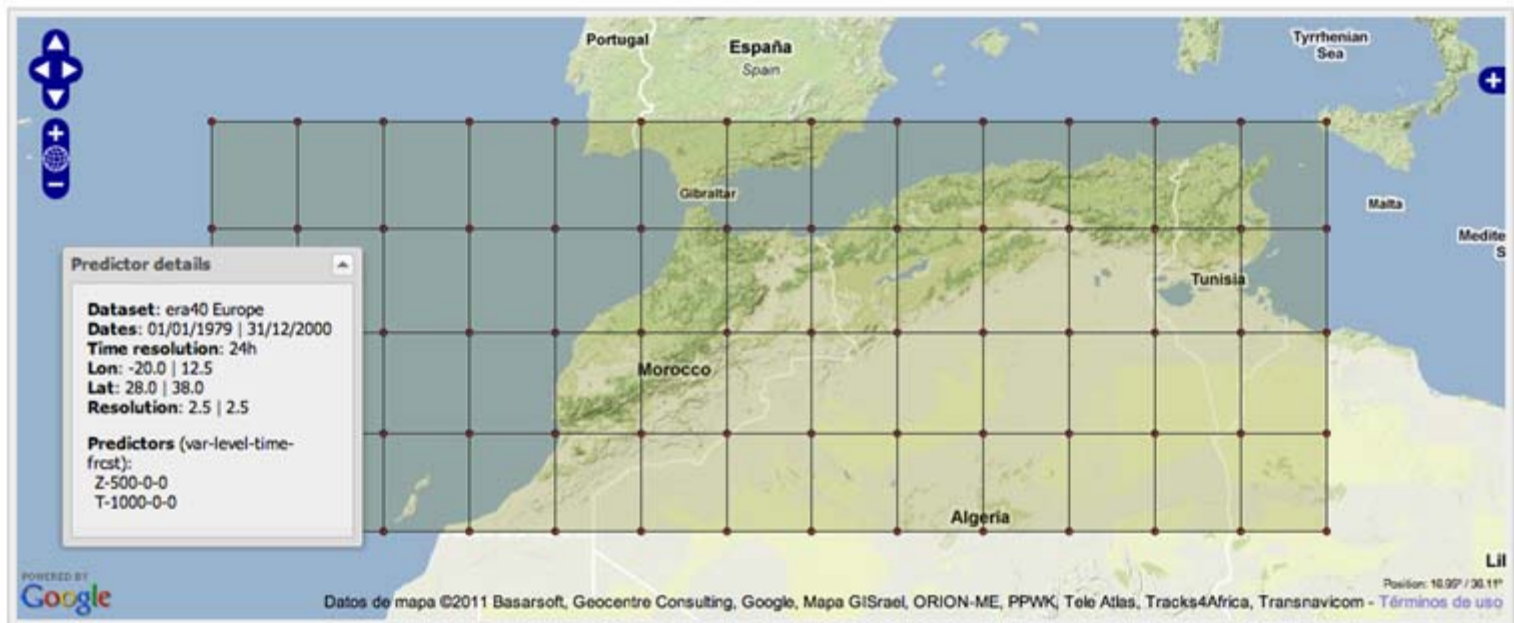 Portugal
España
Spain
Tyrrhenian
Sea
Gibraltar
Malta
Medite
S
Predictor details
Tunisia
Dataset: era40 Europe
Dates: 01/01/1979 | 31/12/2000
Time resolution: 24h
Lon: -20.0 | 12.5
Lat: 28.0 | 38.0
Resolution: 2.5 | 2.5
Morocco
Predictors (var-level-time-
frcst):
Z-500-0-0
T-1000-0-0
Algeria
Lil
POWERED BY
Google
Datos de mapa ©2011 Basarsoft, Geocentre Consulting, Google, Mapa GISrael, ORION-ME, PPWK, Tele Atlas, Tracks4Africa, Transnavicom - Términos de uso